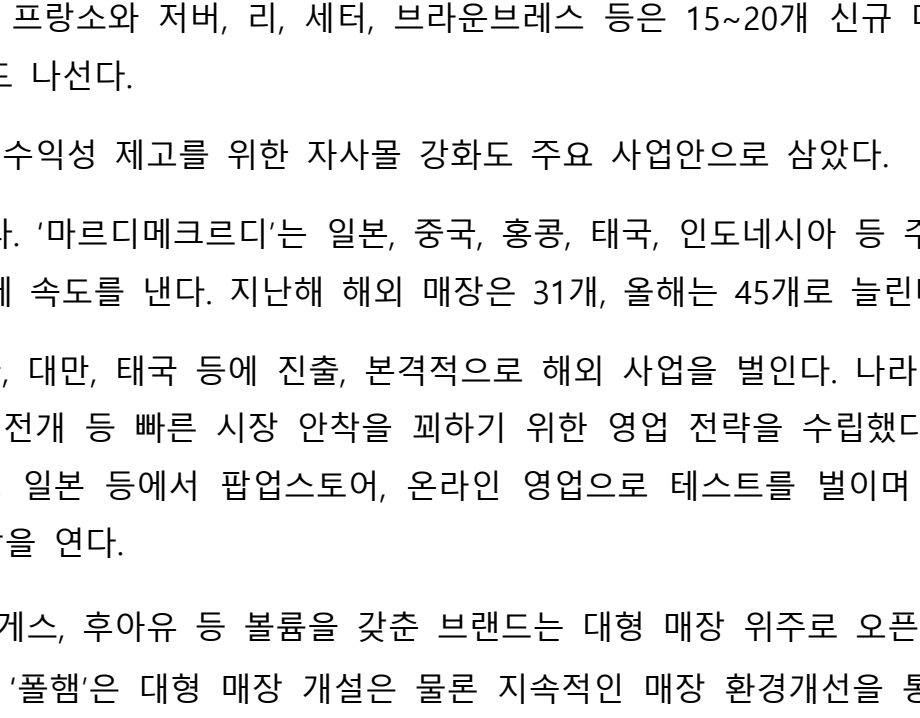 프랑소와 저버, 리, 세터, 브라운브레스 등은 15~20개 신규
나선다.
수익성 제고를 위한 자사몰 강화도 주요 사업안으로 삼았다.
'마르디메크르디'는 일본, 중국, 홍콩, 태국, 인도네시아 등
속도를 낸다. 지난해 해외 매장은 31개, 올해는 45개로
, 대만, 태국 등에 진출, 본격적으로 해외 사업을 벌인다. 나라
전개 등 빠른 시장 안착을 꾀하기 위한 영업 전략을 수립했다
일본 등에서 팝업스토어, 온라인 영업으로 테스트를 벌이며
을 연다.
게스, 후아유 등 볼륨을 갖춘 브랜드는 대형 매장 위주로 오픈
'폴햄'은 대형 매장 개설은 물론 지속적인 매장 환경개선을